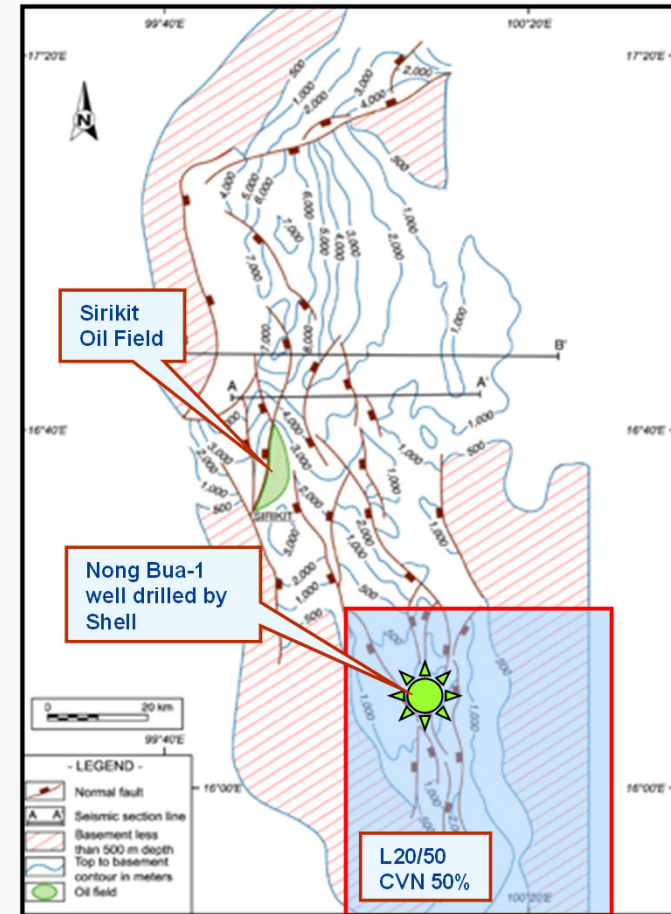 99°40'E
100°20'E
17°20'E
17°20'E
N
500
1,000
2,000
3,000
2,000
4,000
500
4,000
5,000
6,000
1,000
7,000
6,000
5,000
4,000
3,000
2,000
1,000
1,000
Sirikit
Oil Field
B'
A
A'
16°40'E
16°40'E
4,000
3,000
3,000
2,000
1,000
500
1,000
1,000
500
SIRIKIT
2,000
3,000
2,000
1,000
1,000
Nong Bua-1
well drilled by
Shell
2,000
1,000
500
500
500
1,000
1,000
0 20 km
99°40'E
16°00'E
16°00'E
- LEGEND -
Normal fault
A A' Seismic section line
Basement less
than 500 m depth
Top to basement
contour in meters
Oil field
L20/50
CVN 50%
100°20'E